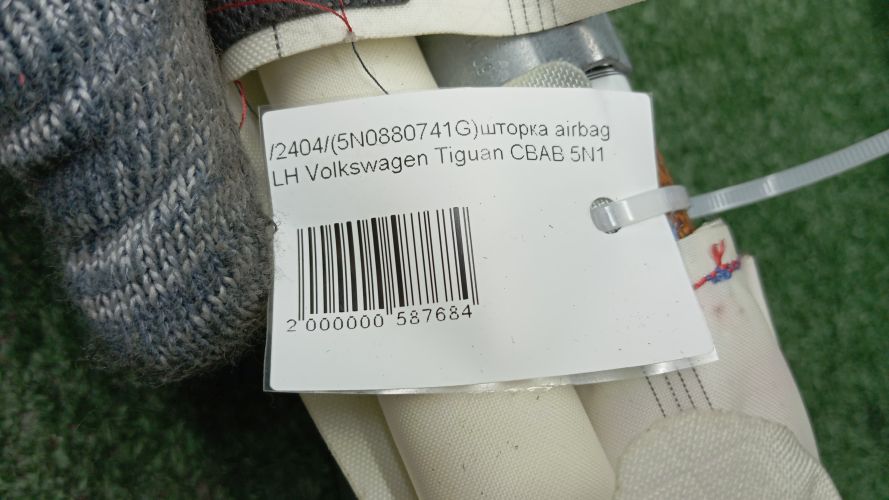 /2404/(5N0880741G)шторка airbag
LH Volkswagen Tiguan CBAB 5N1
2 000000 587684